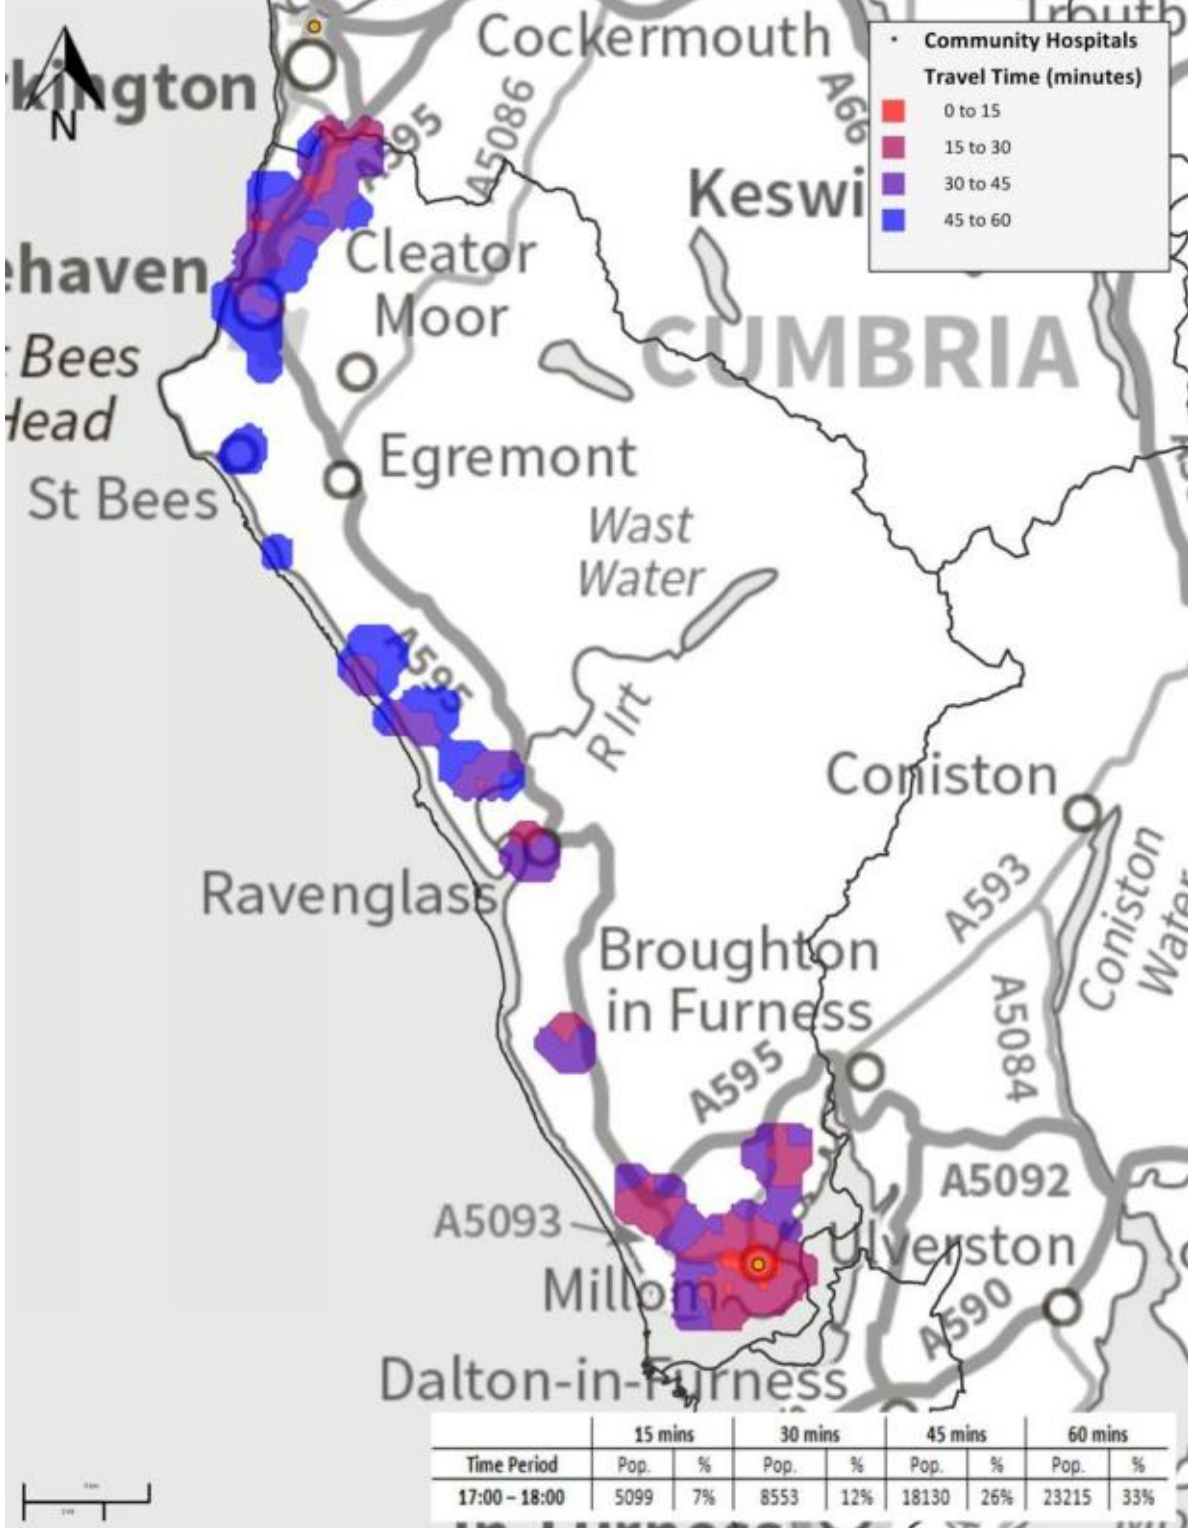 Cockermouth
Trouth
Community Hospitals
Travel Time (minutes)
0 to 15
15 to 30
30 to 45
45 to 60
rkington
N
A595
A5086
A66
Keswi
ehaven
Cleator
Moor
CUMBRIA
Bees
Head
St Bees
Egremont
Wast
Water
A595
R Irt
Coniston
Ravenglass
A593
Coniston
Water
Broughton
in Furness
A5084
A595
A5092
A5093
Ulverston
Millom
A590
Dalton-in-Furness
15 mins 30 mins 45 mins 60 mins
Time Period Pop. % Pop. % Pop. % Pop. %
17:00 – 18:00 5099 7% 8553 12% 18130 26% 23215 33%